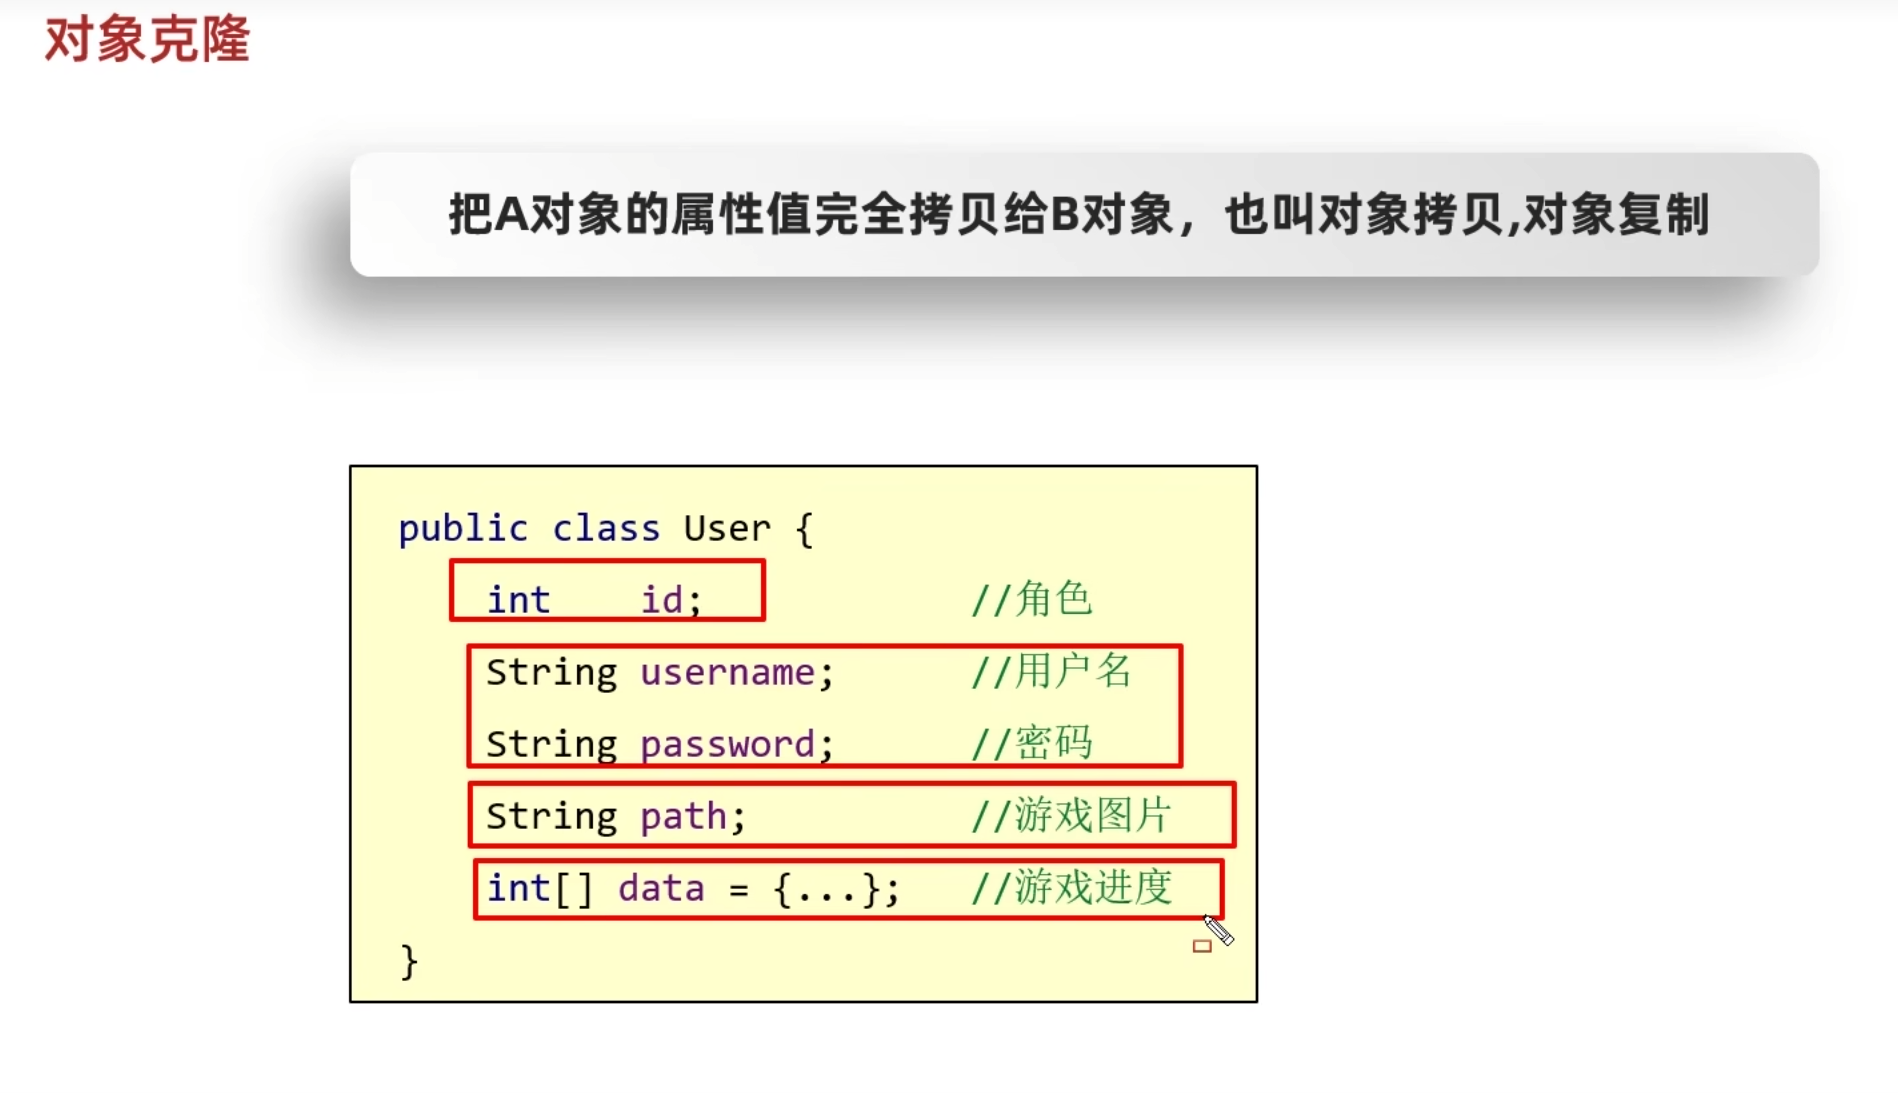 对象克隆
把A对象的属性值完全拷贝给B对象，也叫对象拷贝,对象复制
public class User {
int id; //角色
String username; //用户名
String password; //密码
String path; //游戏图片
int[] data = {...}; //游戏进度
}